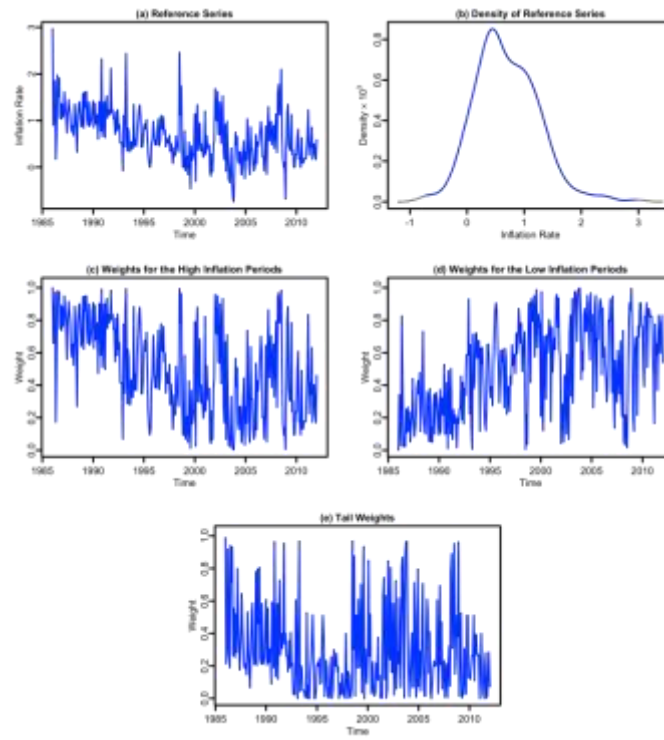 (a) Reference Series
Inflation Rate
0 1 2 3
1985 1990 1995 2000 2005 2010
Time
(b) Density of Reference Series
Density × 10³
0,0 0,2 0,4 0,6 0,8
-1 0 1 2 3
Inflation Rate
(c) Weights for the High Inflation Periods
Weight
0,0 0,2 0,4 0,6 0,8 1,0
1985 1990 1995 2000 2005 2010
Time
(d) Weights for the Low Inflation Periods
Weight
0,0 0,2 0,4 0,6 0,8 1,0
1985 1990 1995 2000 2005 2010
Time
(e) Tail Weights
Weight
0,0 0,2 0,4 0,6 0,8 1,0
1985 1990 1995 2000 2005 2010
Time